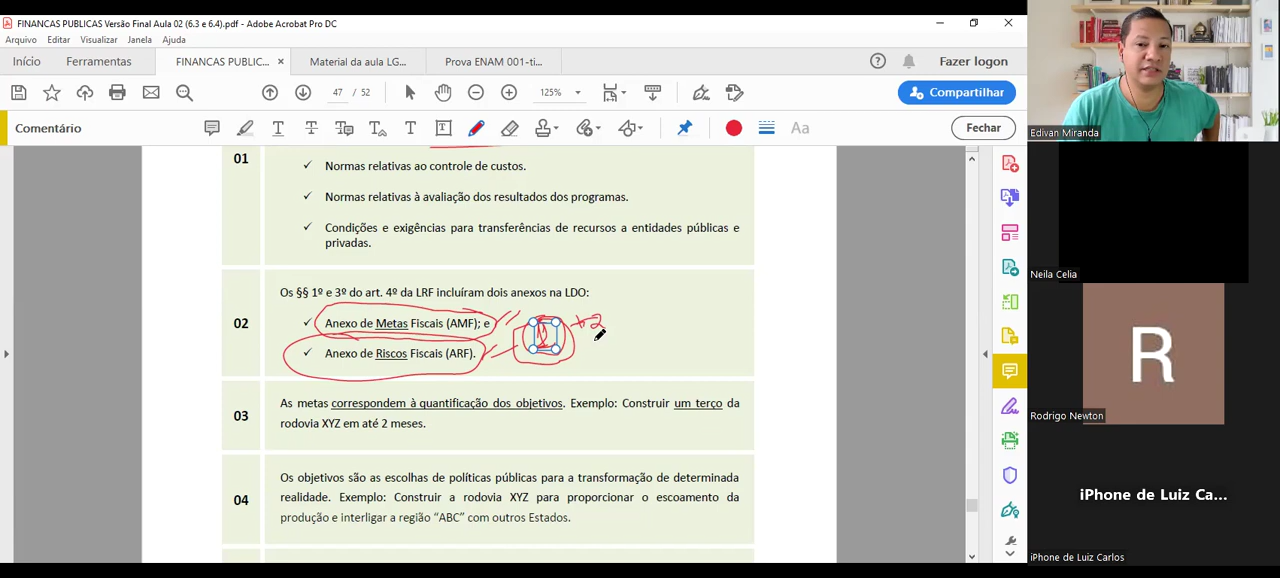 FINANCAS PUBLICAS Versão Final Aula 02 (6.3 e 6.4).pdf - Adobe Acrobat Pro DC
Arquivo Editar Visualizar Janela Ajuda
Início Ferramentas FINANCAS PUBLIC... × Material da aula LG... Prova ENAM 001-ti... Fazer logon
47 / 52 125% Compartilhar
Comentário Aa Fechar
01
Normas relativas ao controle de custos.
Normas relativas à avaliação dos resultados dos programas.
Condições e exigências para transferências de recursos a entidades públicas e
privadas.
02
Os §§ 1º e 3º do art. 4º da LRF incluíram dois anexos na LDO:
Anexo de Metas Fiscais (AMF); e
Anexo de Riscos Fiscais (ARF).
+2
03
As metas correspondem à quantificação dos objetivos. Exemplo: Construir um terço da
rodovia XYZ em até 2 meses.
04
Os objetivos são as escolhas de políticas públicas para a transformação de determinada
realidade. Exemplo: Construir a rodovia XYZ para proporcionar o escoamento da
produção e interligar a região “ABC” com outros Estados.
Edivan Miranda
Neila Celia
R
Rodrigo Newton
iPhone de Luiz Ca...
iPhone de Luiz Carlos